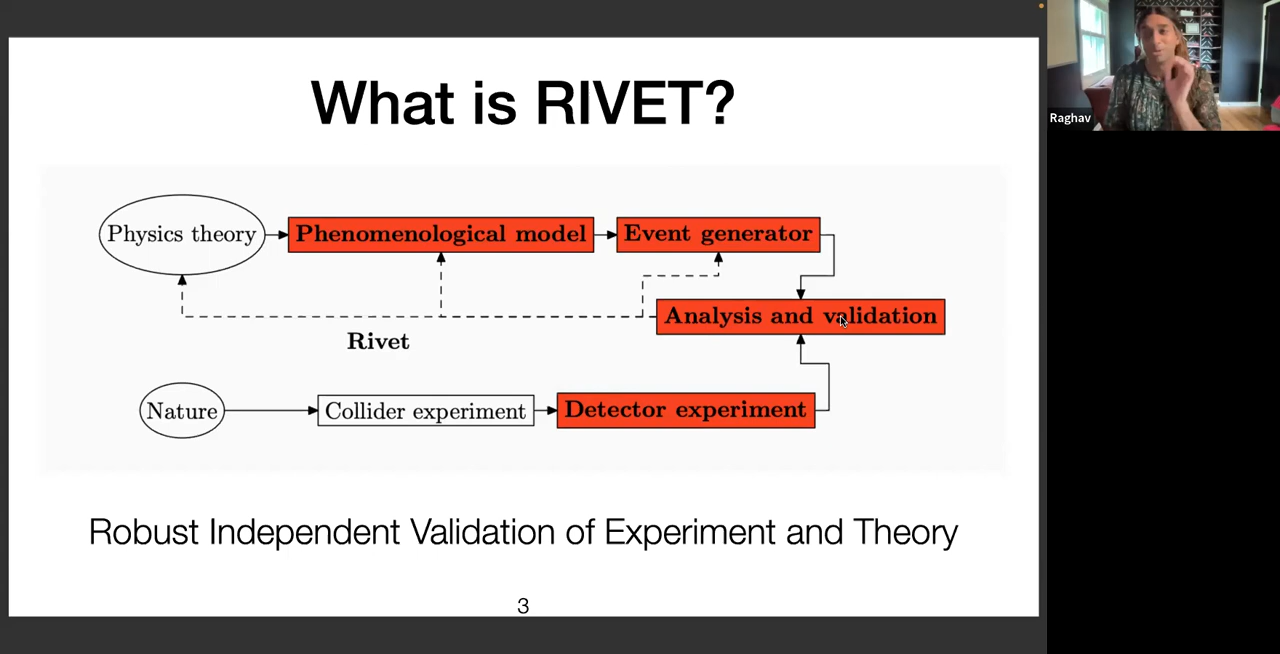 What is RIVET?
Raghav
Physics theory
Phenomenological model
Event generator
Analysis and validation
Rivet
Nature
Collider experiment
Detector experiment
Robust Independent Validation of Experiment and Theory
3